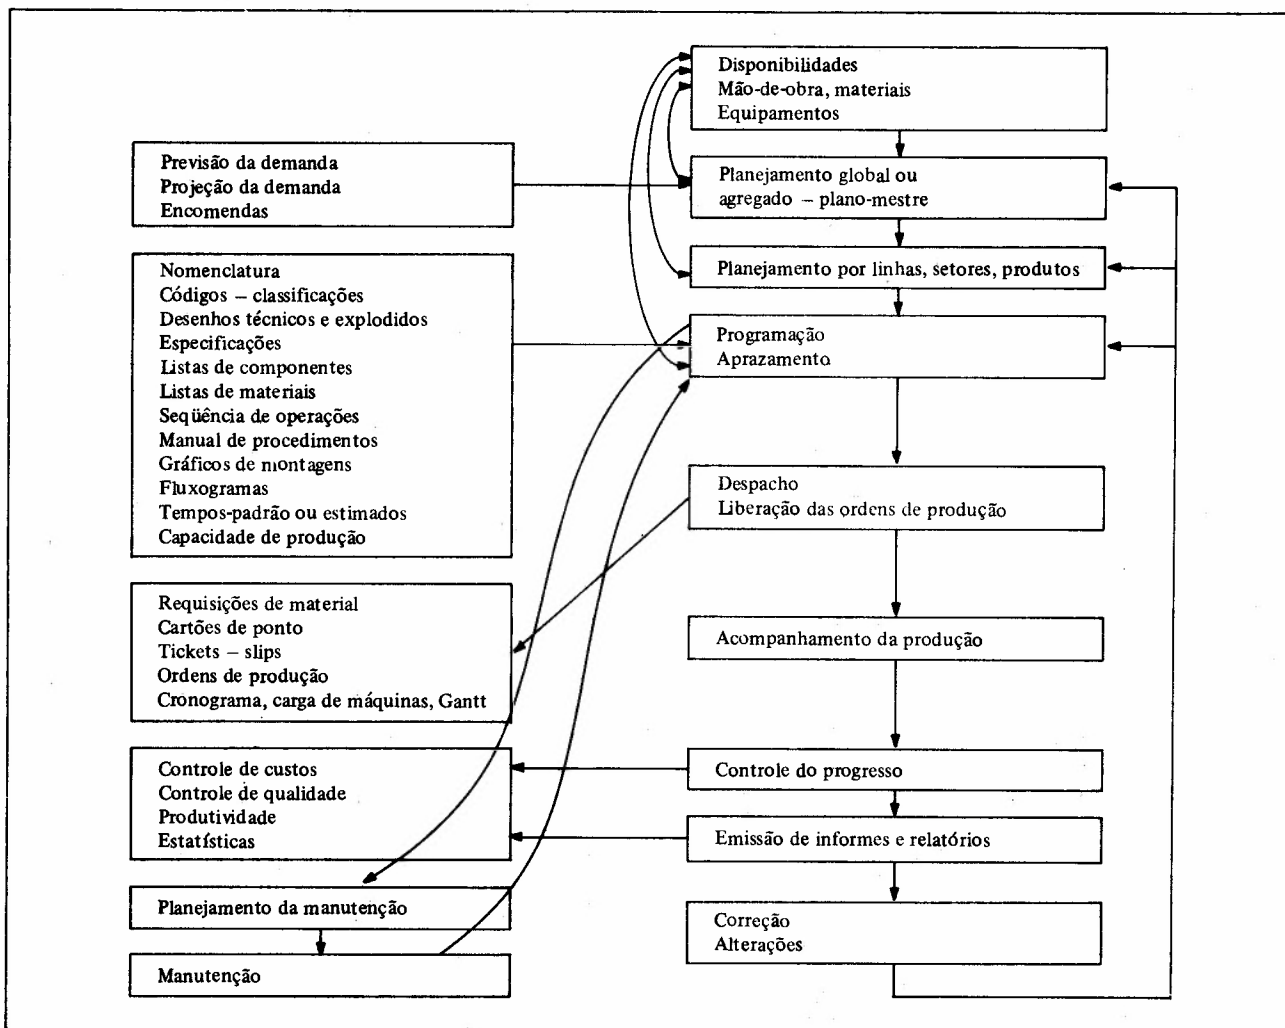 Disponibilidades
Mão-de-obra, materiais
Equipamentos
Previsão da demanda
Projeção da demanda
Encomendas
Planejamento global ou
agregado – plano-mestre
Planejamento por linhas, setores, produtos
Nomenclatura
Códigos – classificações
Desenhos técnicos e explodidos
Especificações
Listas de componentes
Listas de materiais
Seqüência de operações
Manual de procedimentos
Gráficos de montagens
Fluxogramas
Tempos-padrão ou estimados
Capacidade de produção
Programação
Aprazamento
Despacho
Liberação das ordens de produção
Requisições de material
Cartões de ponto
Tickets – slips
Ordens de produção
Cronograma, carga de máquinas, Gantt
Acompanhamento da produção
Controle de custos
Controle de qualidade
Produtividade
Estatísticas
Controle do progresso
Emissão de informes e relatórios
Planejamento da manutenção
Manutenção
Correção
Alterações